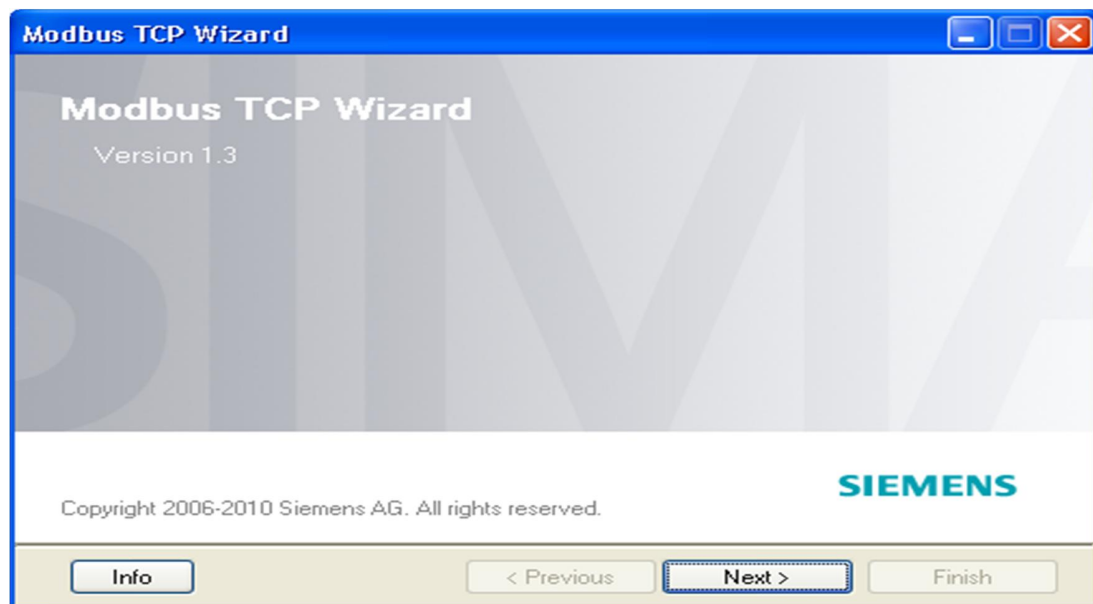 Modbus TCP Wizard
Modbus TCP Wizard
Version 1.3
SIEMENS
Copyright 2006-2010 Siemens AG. All rights reserved.
Info
< Previous
Next >
Finish